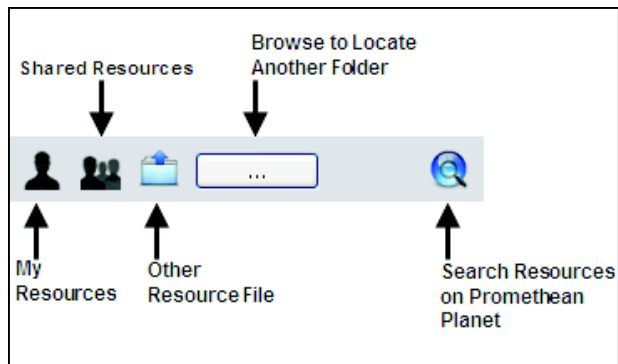 Browse to Locate
Another Folder
Shared Resources
...
My
Resources
Other
Resource File
Search Resources
on Promethean
Planet